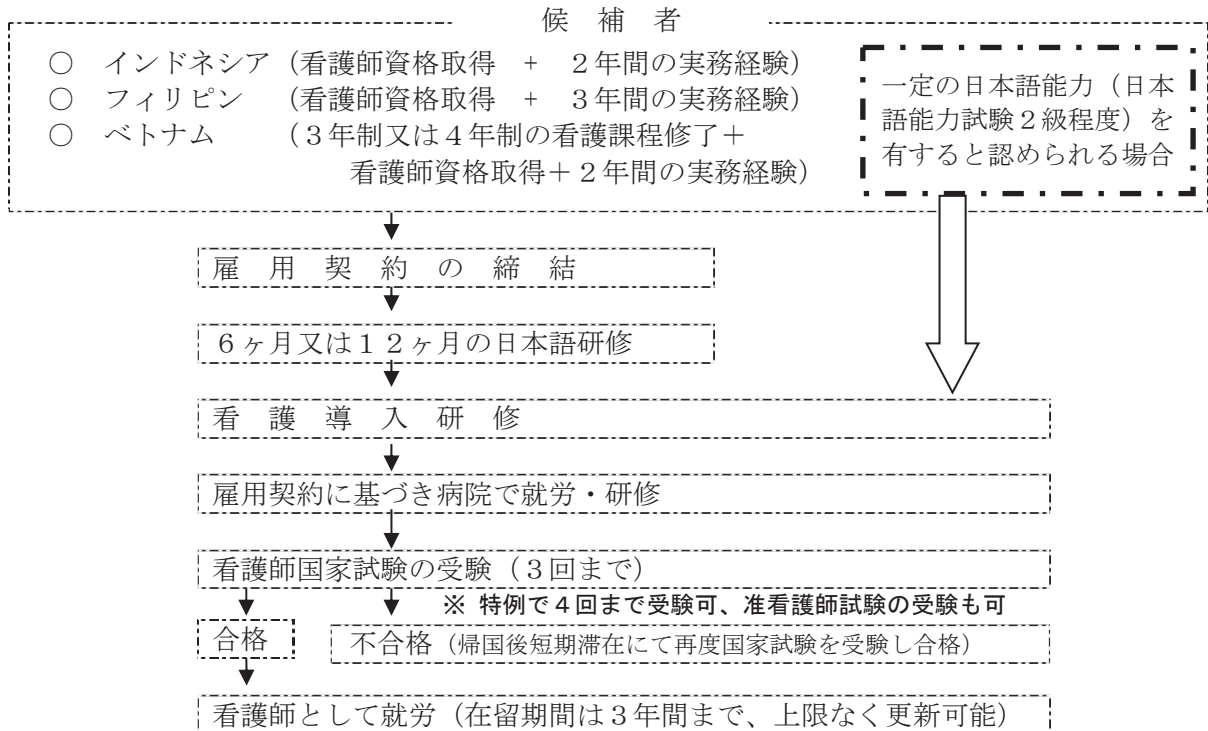 候 補 者
○ インドネシア（看護師資格取得 + ２年間の実務経験）
○ フィリピン （看護師資格取得 + ３年間の実務経験）
○ ベトナム （３年制又は４年制の看護課程修了＋
看護師資格取得＋２年間の実務経験）
一定の日本語能力（日本
語能力試験２級程度）を
有すると認められる場合
雇 用 契 約 の 締 結
６ヶ月又は１２ヶ月の日本語研修
看 護 導 入 研 修
雇用契約に基づき病院で就労・研修
看護師国家試験の受験（３回まで）
※ 特例で４回まで受験可、准看護師試験の受験も可
合格
不合格（帰国後短期滞在にて再度国家試験を受験し合格）
看護師として就労（在留期間は３年間まで、上限なく更新可能）